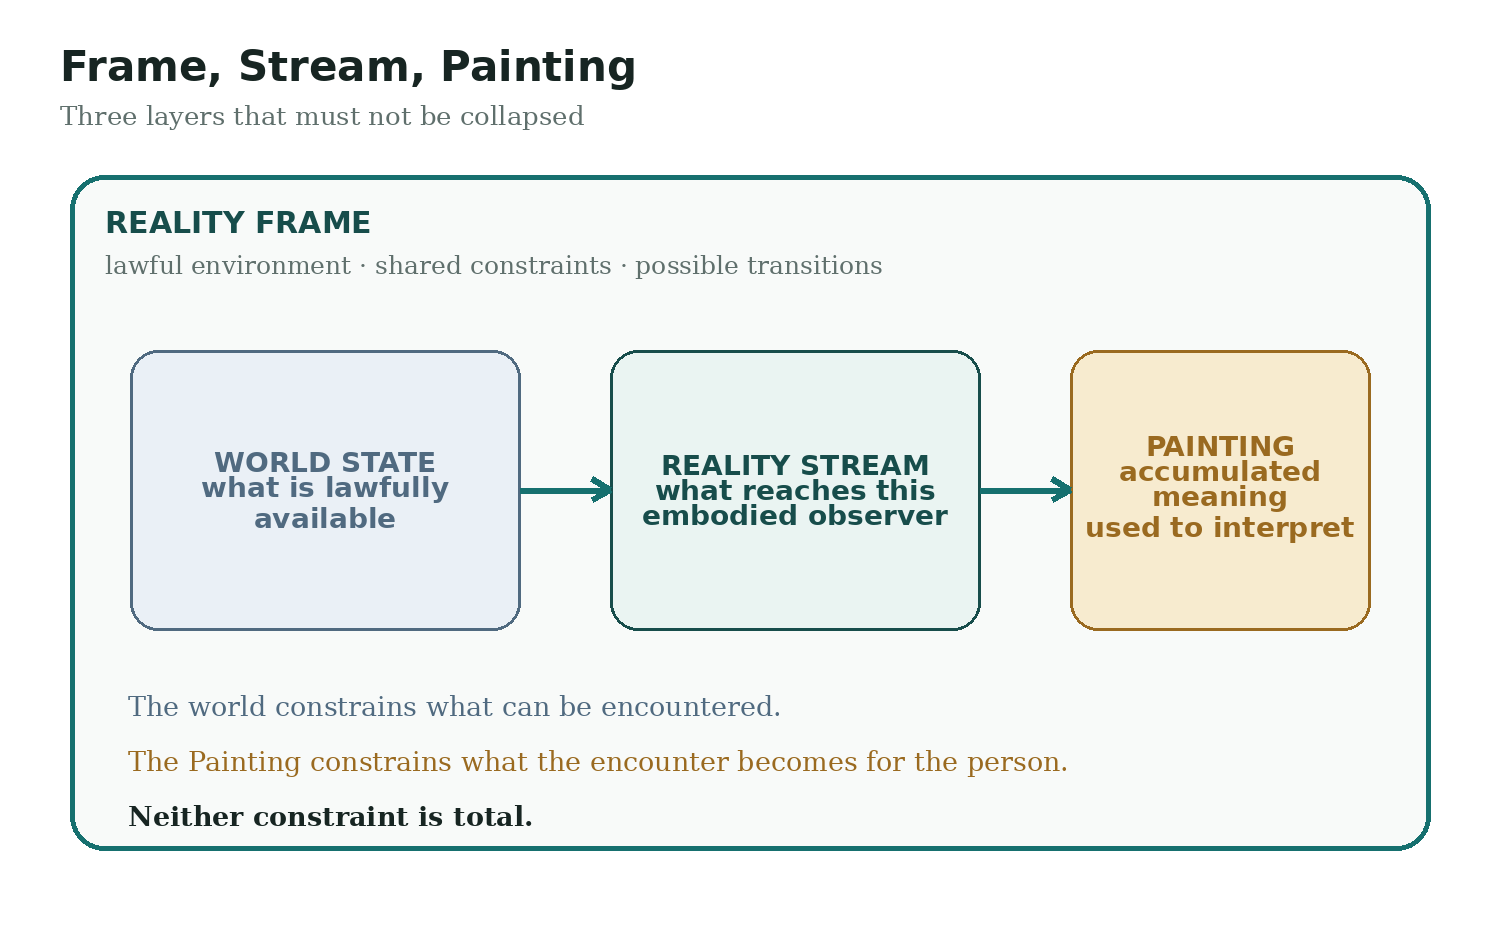 Frame, Stream, Painting
Three layers that must not be collapsed
REALITY FRAME
lawful environment · shared constraints · possible transitions
WORLD STATE
what is lawfully
available
REALITY STREAM
what reaches this
embodied observer
PAINTING
accumulated
meaning
used to interpret
The world constrains what can be encountered.
The Painting constrains what the encounter becomes for the person.
Neither constraint is total.